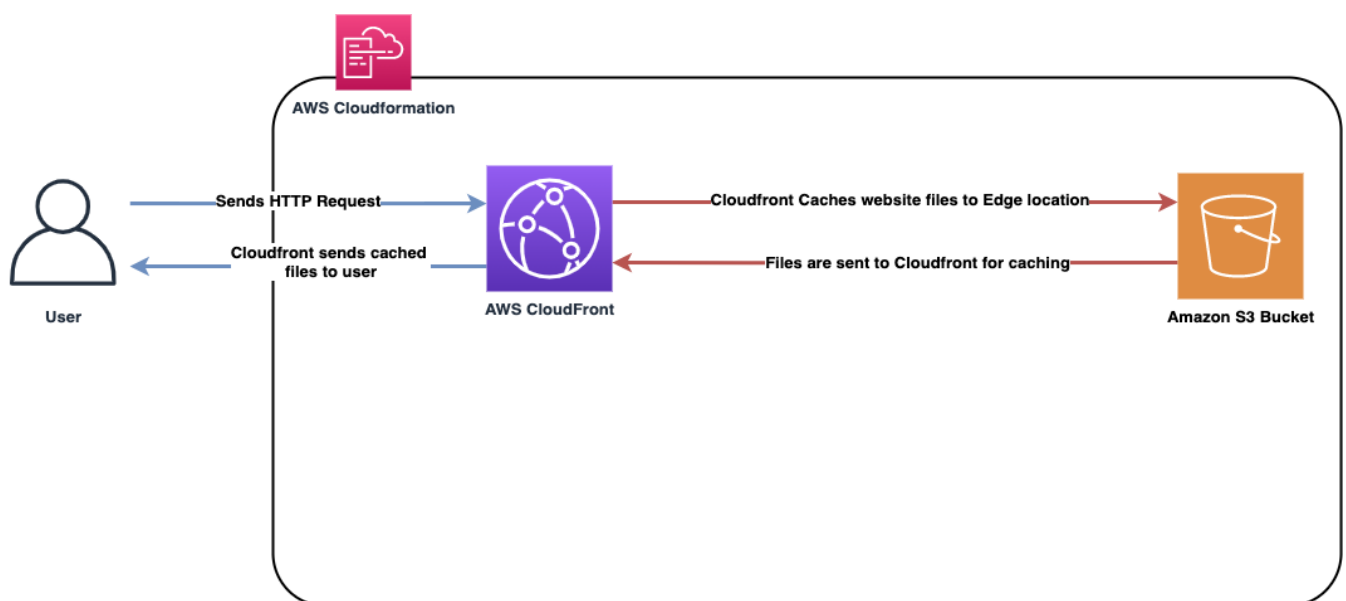 AWS Cloudformation
Sends HTTP Request
Cloudfront Caches website files to Edge location
Cloudfront sends cached
files to user
Files are sent to Cloudfront for caching
User
AWS CloudFront
Amazon S3 Bucket